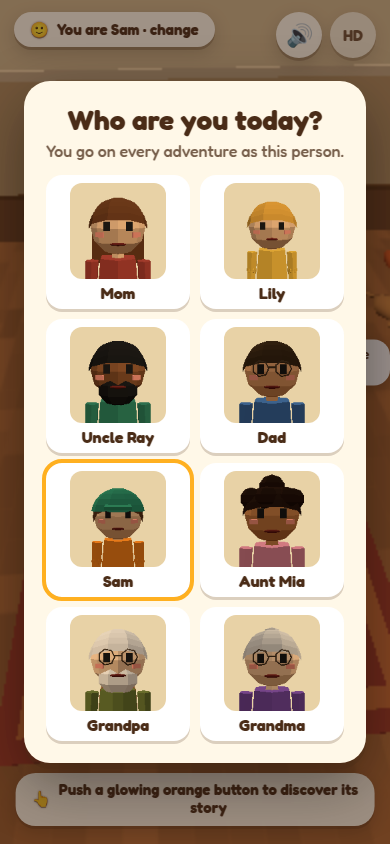 You are Sam · change
HD
Who are you today?
You go on every adventure as this person.
Mom
Lily
Uncle Ray
Dad
Sam
Aunt Mia
Grandpa
Grandma
Push a glowing orange button to discover its
story